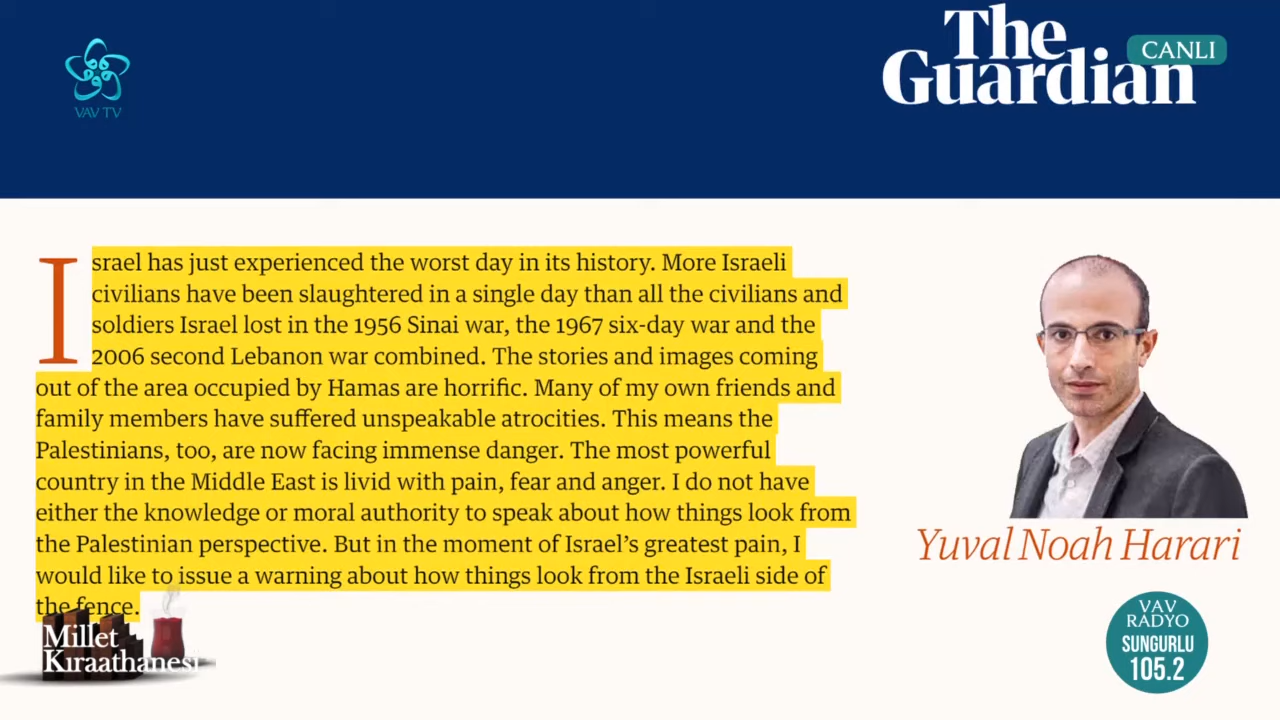 The
Guardian
CANLI
VAV TV
Israel has just experienced the worst day in its history. More Israeli
civilians have been slaughtered in a single day than all the civilians and
soldiers Israel lost in the 1956 Sinai war, the 1967 six-day war and the
2006 second Lebanon war combined. The stories and images coming
out of the area occupied by Hamas are horrific. Many of my own friends and
family members have suffered unspeakable atrocities. This means the
Palestinians, too, are now facing immense danger. The most powerful
country in the Middle East is livid with pain, fear and anger. I do not have
either the knowledge or moral authority to speak about how things look from
the Palestinian perspective. But in the moment of Israel’s greatest pain, I
would like to issue a warning about how things look from the Israeli side of
the fence.
Yuval Noah Harari
Millet
Kıraathanesi
VAV
RADYO
SUNGURLU
105.2